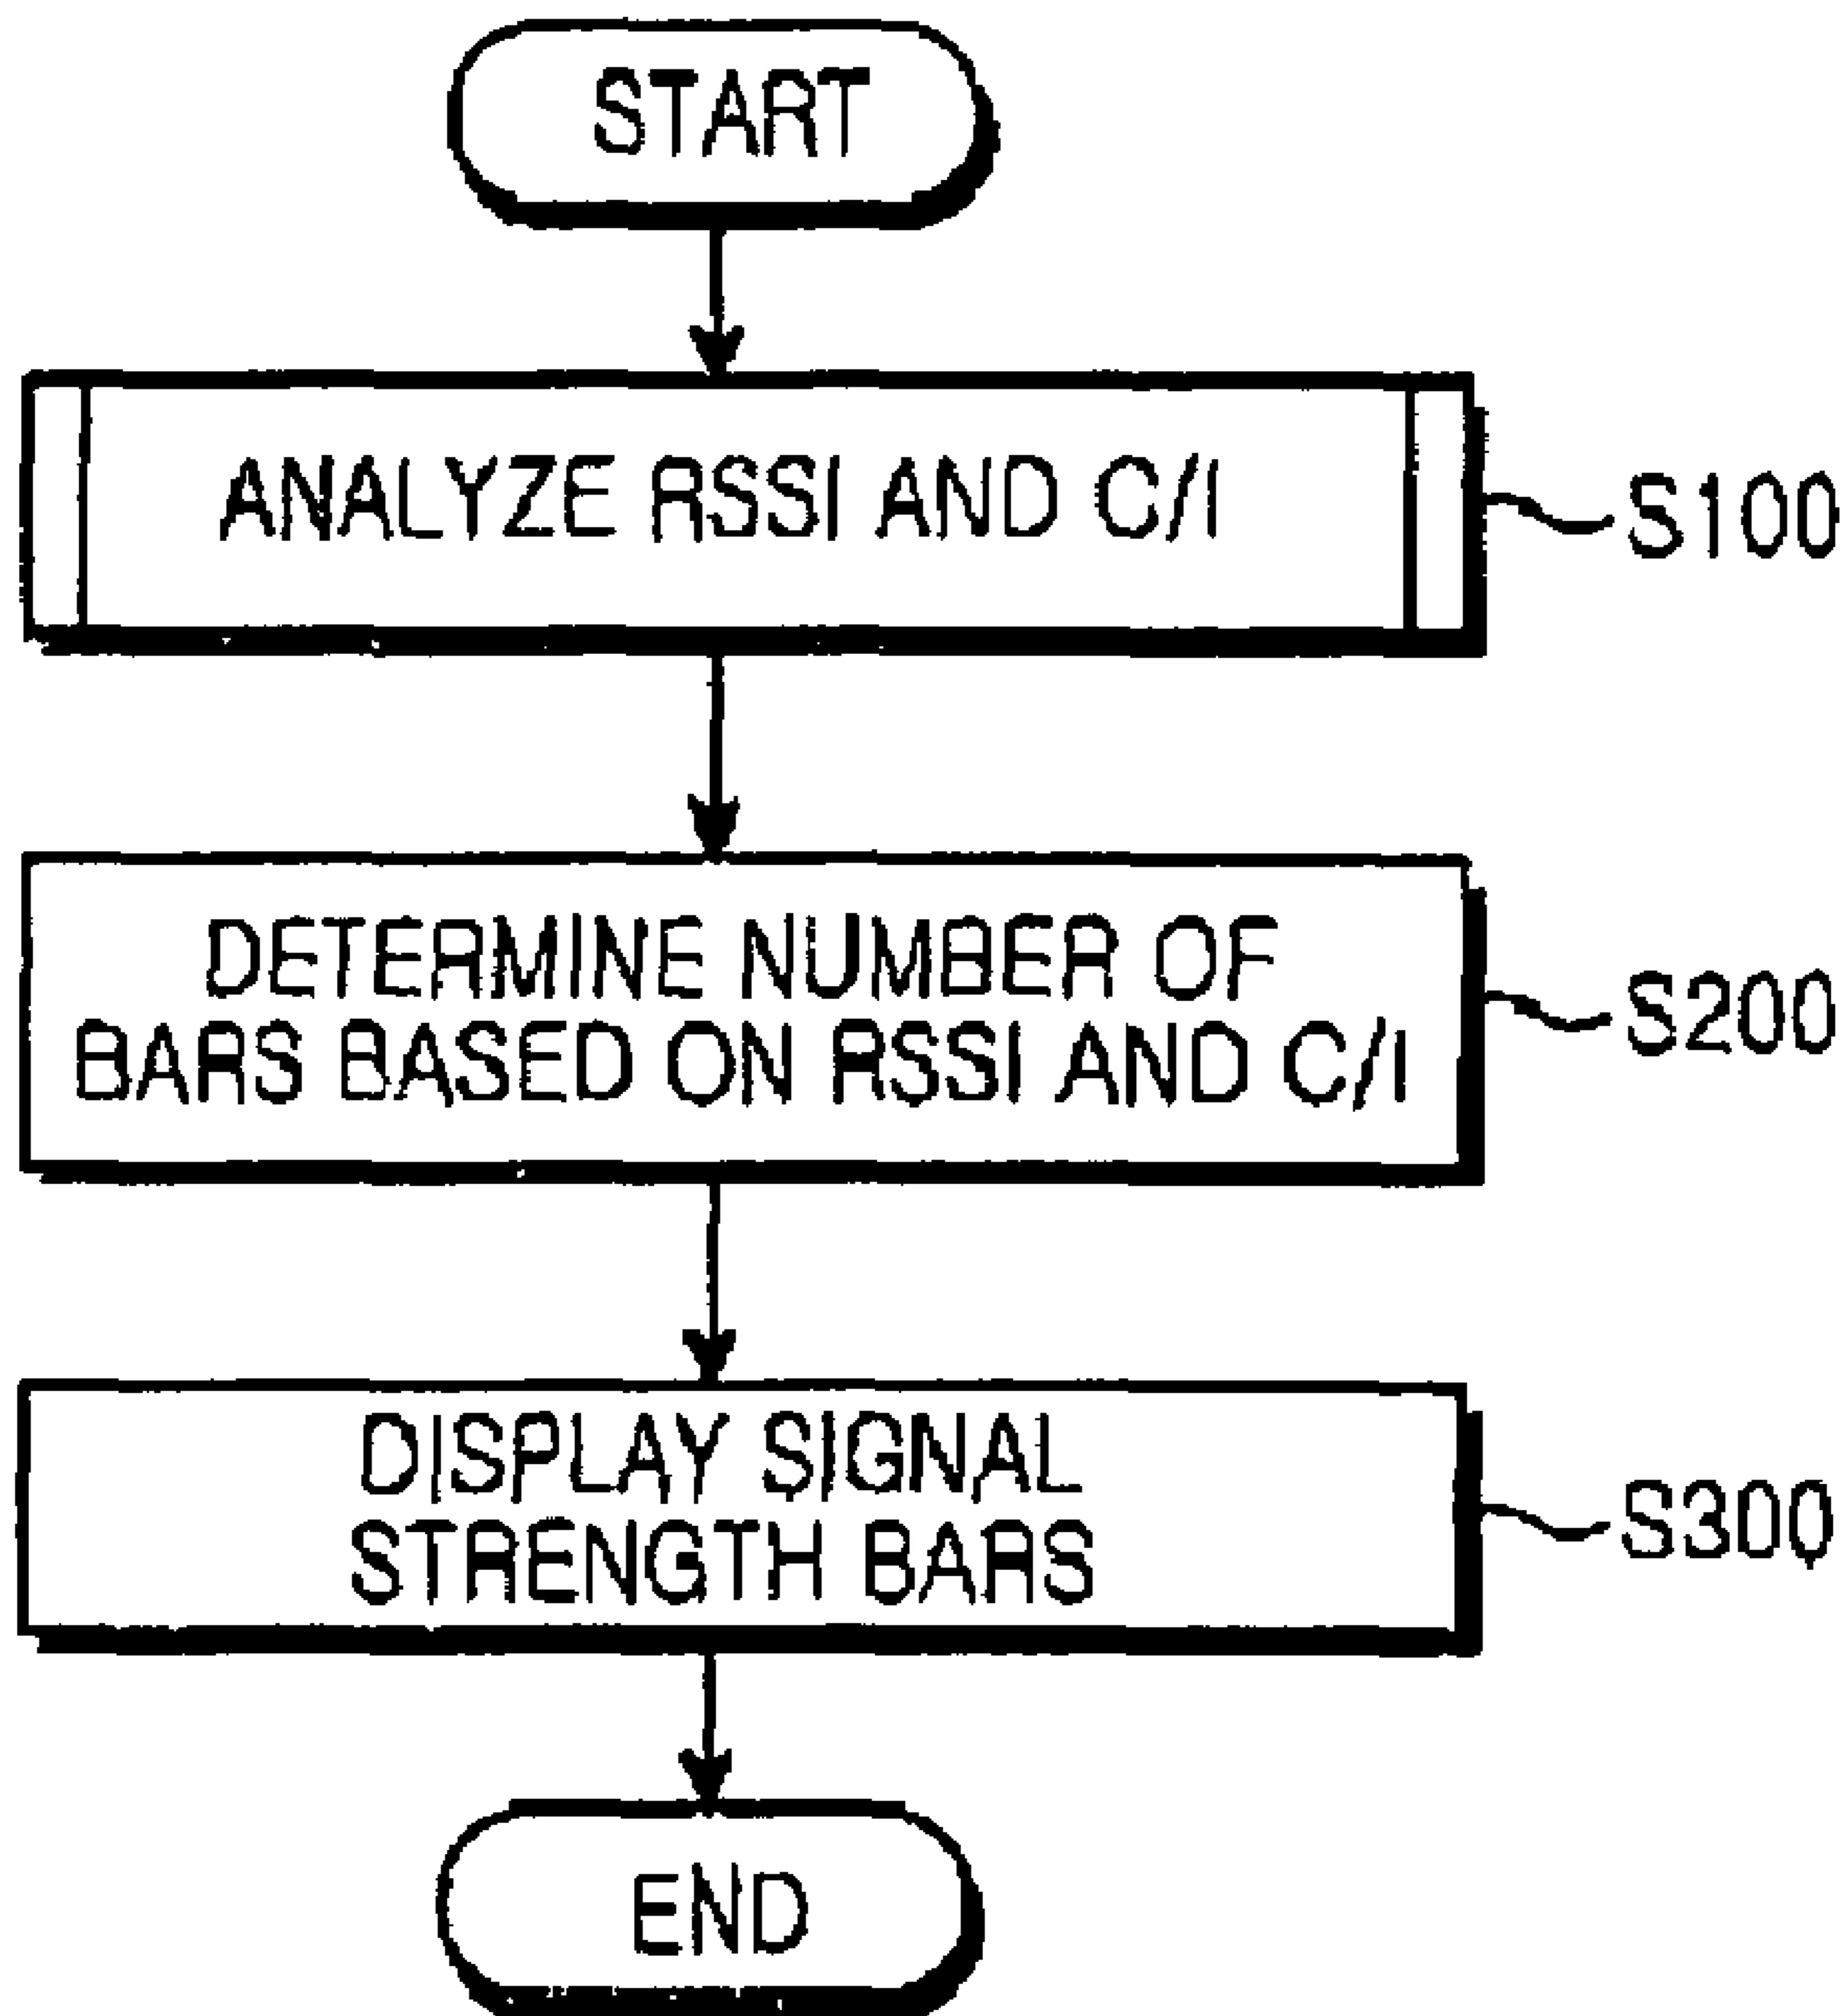 START
ANALYZE RSSI AND C/I
S100
DETERMINE NUMBER OF
BARS BASED ON RSSI AND C/I
S200
DISPLAY SIGNAL
STRENGTH BARS
S300
END